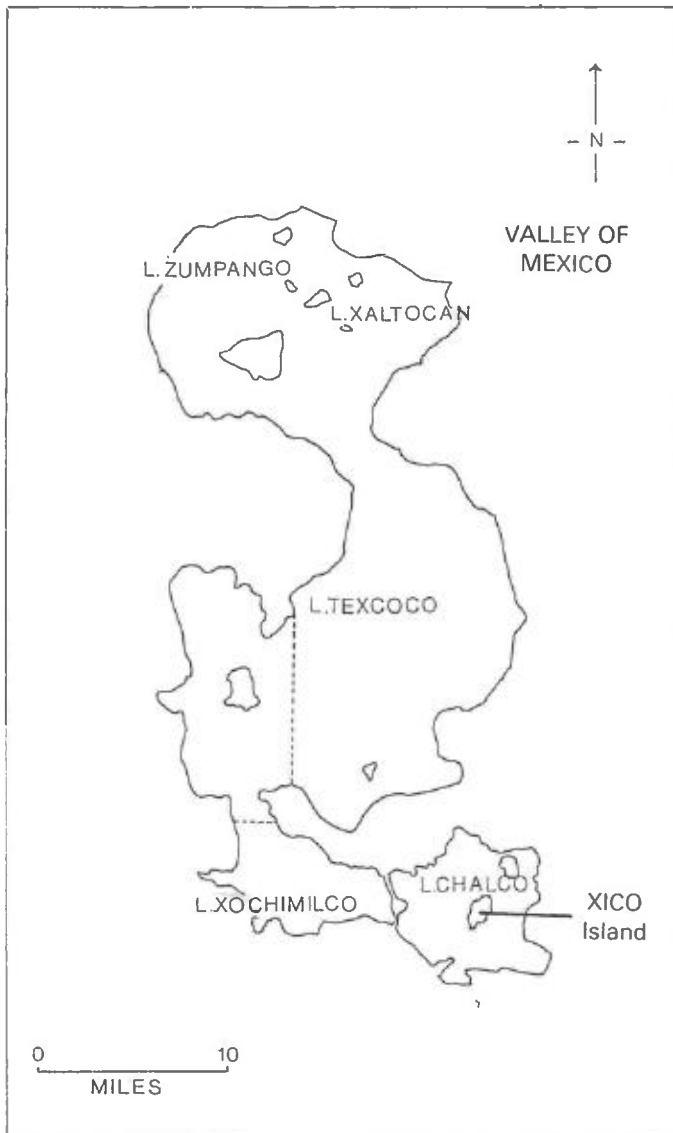 - N -
VALLEY OF
MEXICO
L.ZUMPANGO
L.XALTOCAN
L.TEXCOCO
L.CHALCO
L.XOCHIMILCO
XICO
Island
0 10
MILES